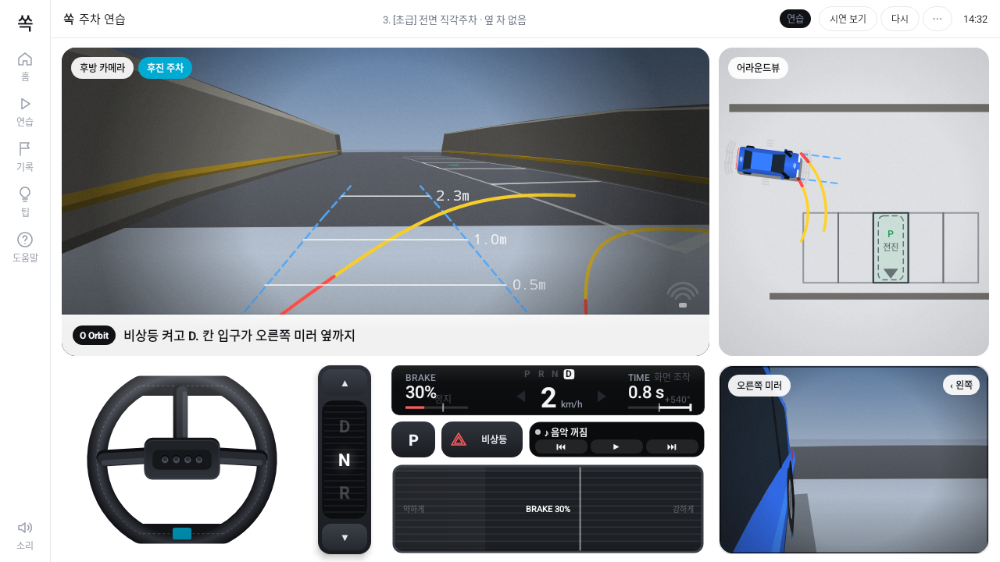 쏙
쏙 주차 연습
3. [초급] 전면 직각주차 · 옆 차 없음
연습
시연 보기
다시
···
14:32
홈
연습
기록
팁
도움말
소리
후방 카메라
후진 주차
2.3m
1.0m
0.5m
O Orbit
비상등 켜고 D. 칸 입구가 오른쪽 미러 옆까지
어라운드뷰
P
전진
D
N
R
BRAKE
30%
P R N D
2 km/h
TIME 화면 조작
0.8 s
+540°
P
비상등
♪ 음악 꺼짐
약하게
BRAKE 30%
강하게
오른쪽 미러
‹ 왼쪽